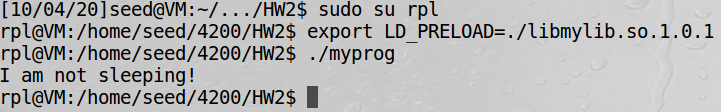 [10/04/20]seed@VM:~/.../HW2$ sudo su rpl
rpl@VM:/home/seed/4200/HW2$ export LD_PRELOAD=./libmylib.so.1.0.1
rpl@VM:/home/seed/4200/HW2$ ./myprog
I am not sleeping!
rpl@VM:/home/seed/4200/HW2$